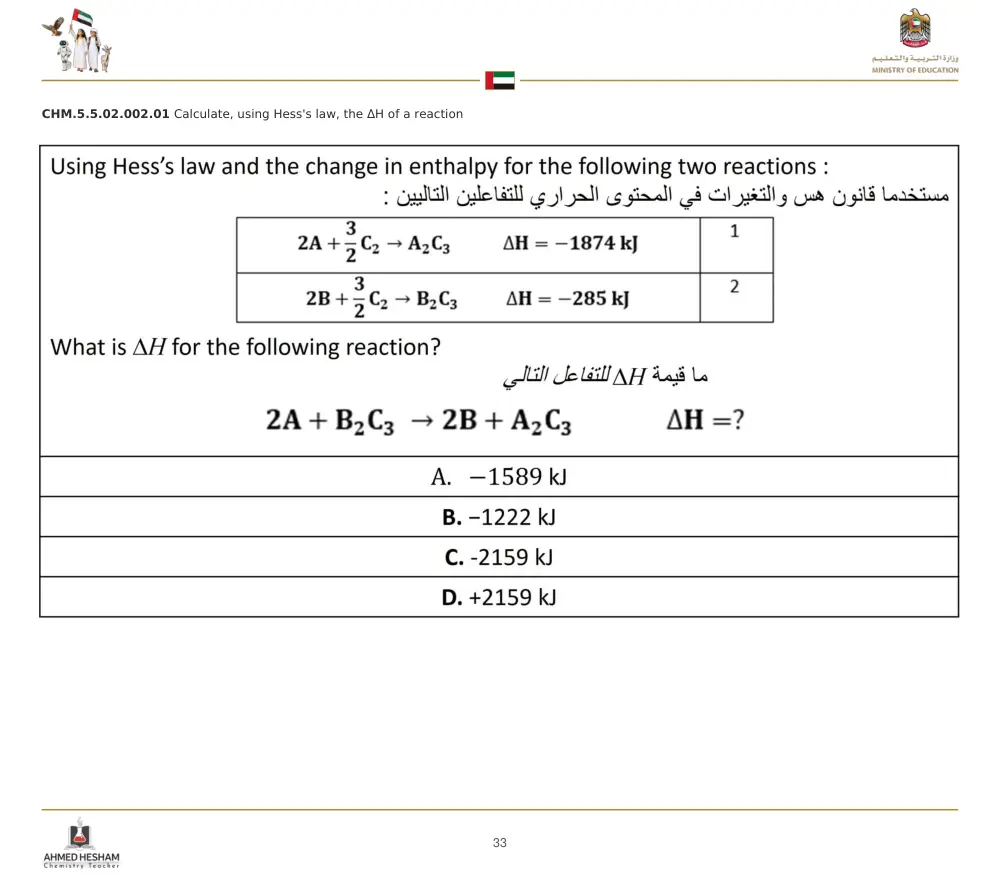 وزارة التربية والتعليم
MINISTRY OF EDUCATION
CHM.5.5.02.002.01 Calculate, using Hess's law, the ΔH of a reaction
Using Hess’s law and the change in enthalpy for the following two reactions :
مستخدما قانون هس والتغيرات في المحتوى الحراري للتفاعلين التاليين :
2A + 3/2 C₂ → A₂C₃ ΔH = −1874 kJ 1
2B + 3/2 C₂ → B₂C₃ ΔH = −285 kJ 2
What is ΔH for the following reaction?
ما قيمة ΔH للتفاعل التالي
2A + B₂C₃ → 2B + A₂C₃ ΔH =?
A. −1589 kJ
B. −1222 kJ
C. -2159 kJ
D. +2159 kJ
33
AHMED HESHAM
Chemistry Teacher